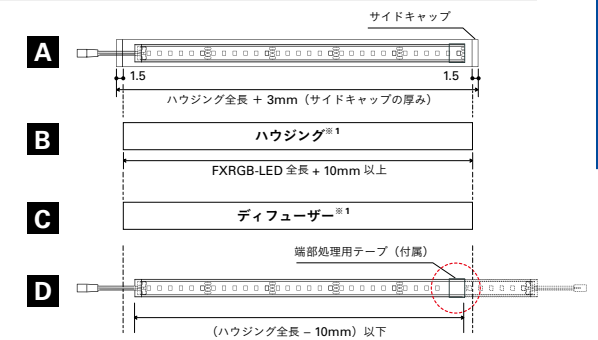 サイドキャップ
A
1.5
1.5
ハウジング全長 + 3mm（サイドキャップの厚み）
B
ハウジング※1
FXRGB-LED 全長 + 10mm 以上
C
ディフューザー※1
端部処理用テープ（付属）
D
（ハウジング全長 − 10mm）以下